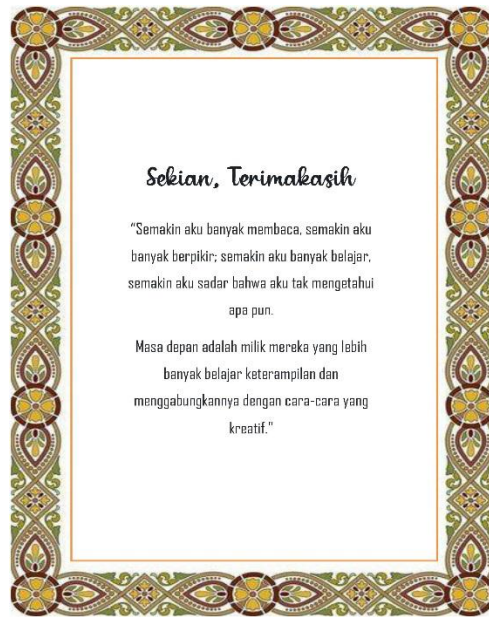 Sekian, Terimakasih
"Semakin aku banyak membaca, semakin aku
banyak berpikir; semakin aku banyak belajar,
semakin aku sadar bahwa aku tak mengetahui
apa pun.
Masa depan adalah milik mereka yang lebih
banyak belajar keterampilan dan
menggabungkannya dengan cara-cara yang
kreatif."